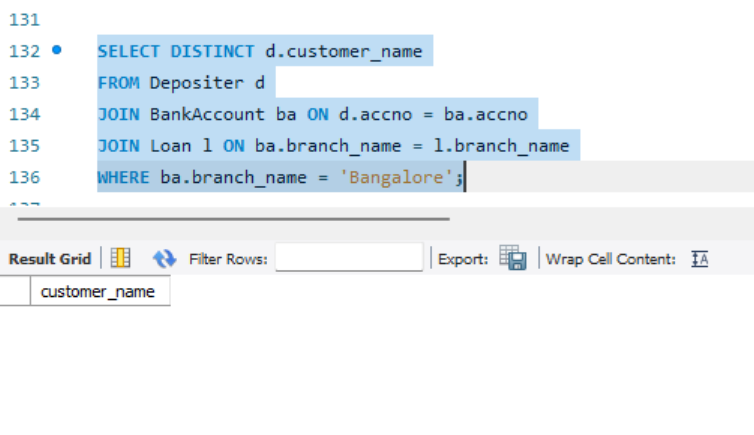 131
132 SELECT DISTINCT d.customer_name
133 FROM Depositer d
134 JOIN BankAccount ba ON d.accno = ba.accno
135 JOIN Loan l ON ba.branch_name = l.branch_name
136 WHERE ba.branch_name = 'Bangalore';
Result Grid Filter Rows: Export: Wrap Cell Content: IA
customer_name